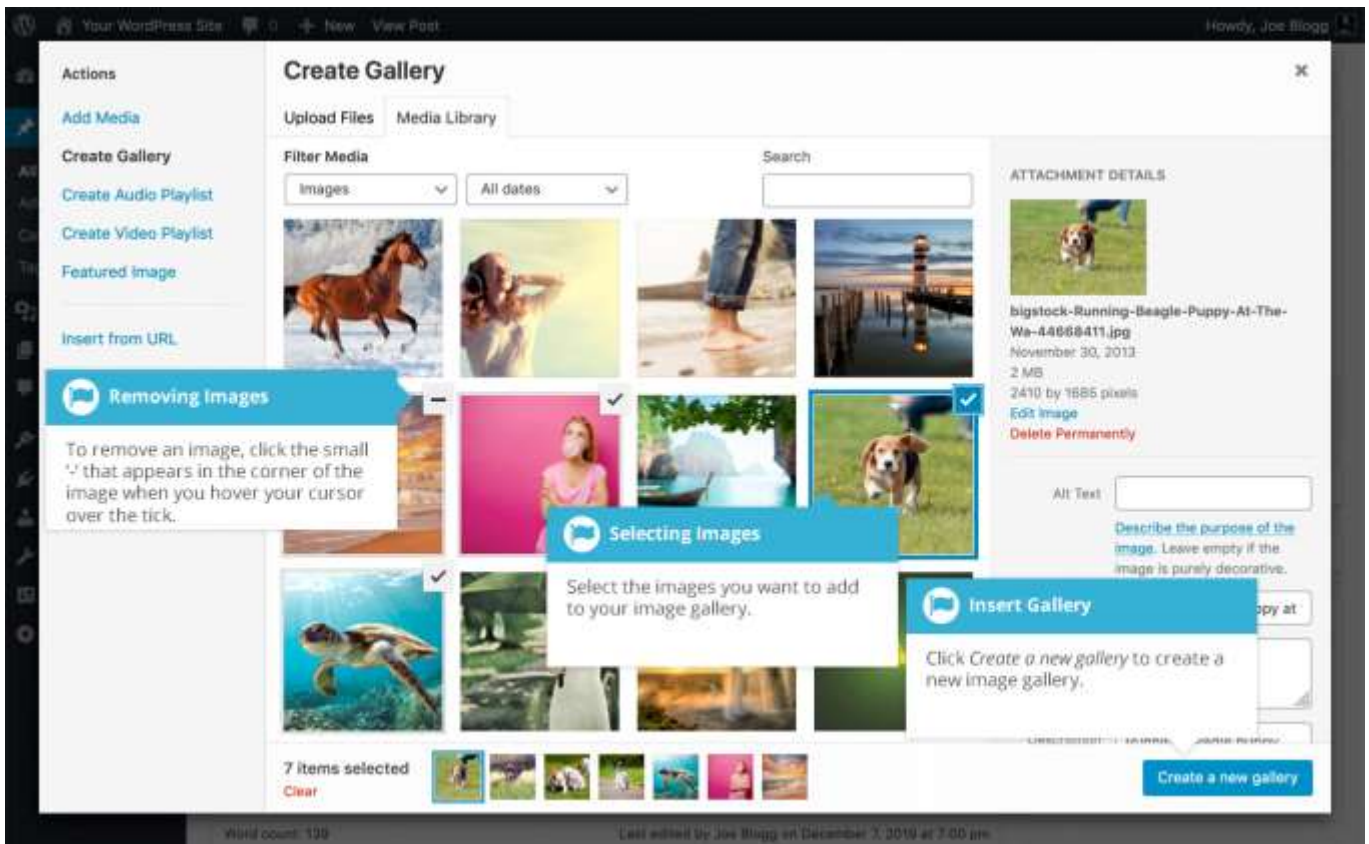 Your WordPress Site 0 + New View Post
Howdy, Joe Blogg
Actions
Add Media
Create Gallery
Create Audio Playlist
Create Video Playlist
Featured Image
Insert from URL
Create Gallery
Upload Files Media Library
Filter Media
Images All dates
Search
ATTACHMENT DETAILS
bigstock-Running-Beagle-Puppy-At-The-
Wa-44668411.jpg
November 30, 2013
2 MB
2410 by 1685 pixels
Edit Image
Delete Permanently
Alt Text
Describe the purpose of the
image. Leave empty if the
image is purely decorative.
Removing Images
To remove an image, click the small
'-' that appears in the corner of the
image when you hover your cursor
over the tick.
Selecting Images
Select the images you want to add
to your image gallery.
Insert Gallery
Click Create a new gallery to create a
new image gallery.
7 items selected
Clear
Create a new gallery
Word count: 139
Last edited by Joe Blogg on December 7, 2019 at 7:00 pm